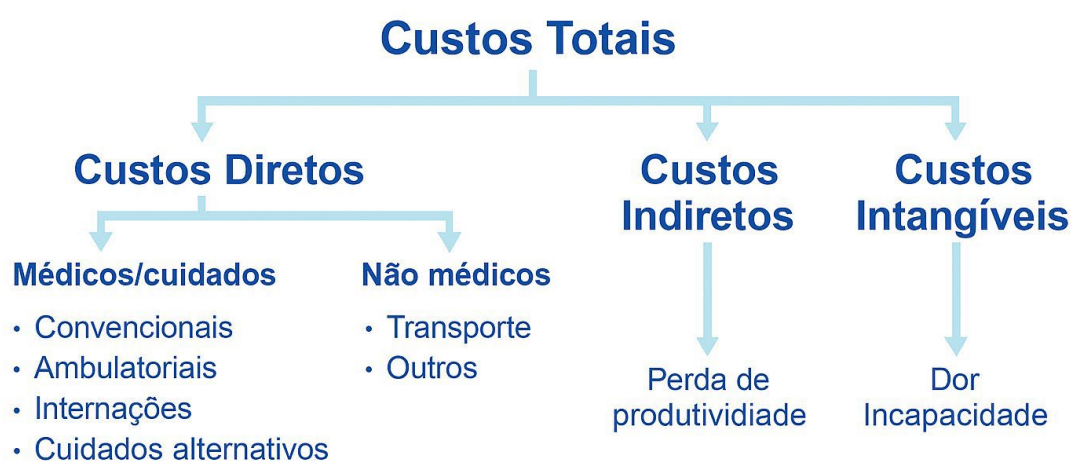 Custos Totais
Custos Diretos
Médicos/cuidados
• Convencionais
• Ambulatoriais
• Internações
• Cuidados alternativos
Não médicos
• Transporte
• Outros
Custos
Indiretos
Perda de
produtividiade
Custos
Intangíveis
Dor
Incapacidade